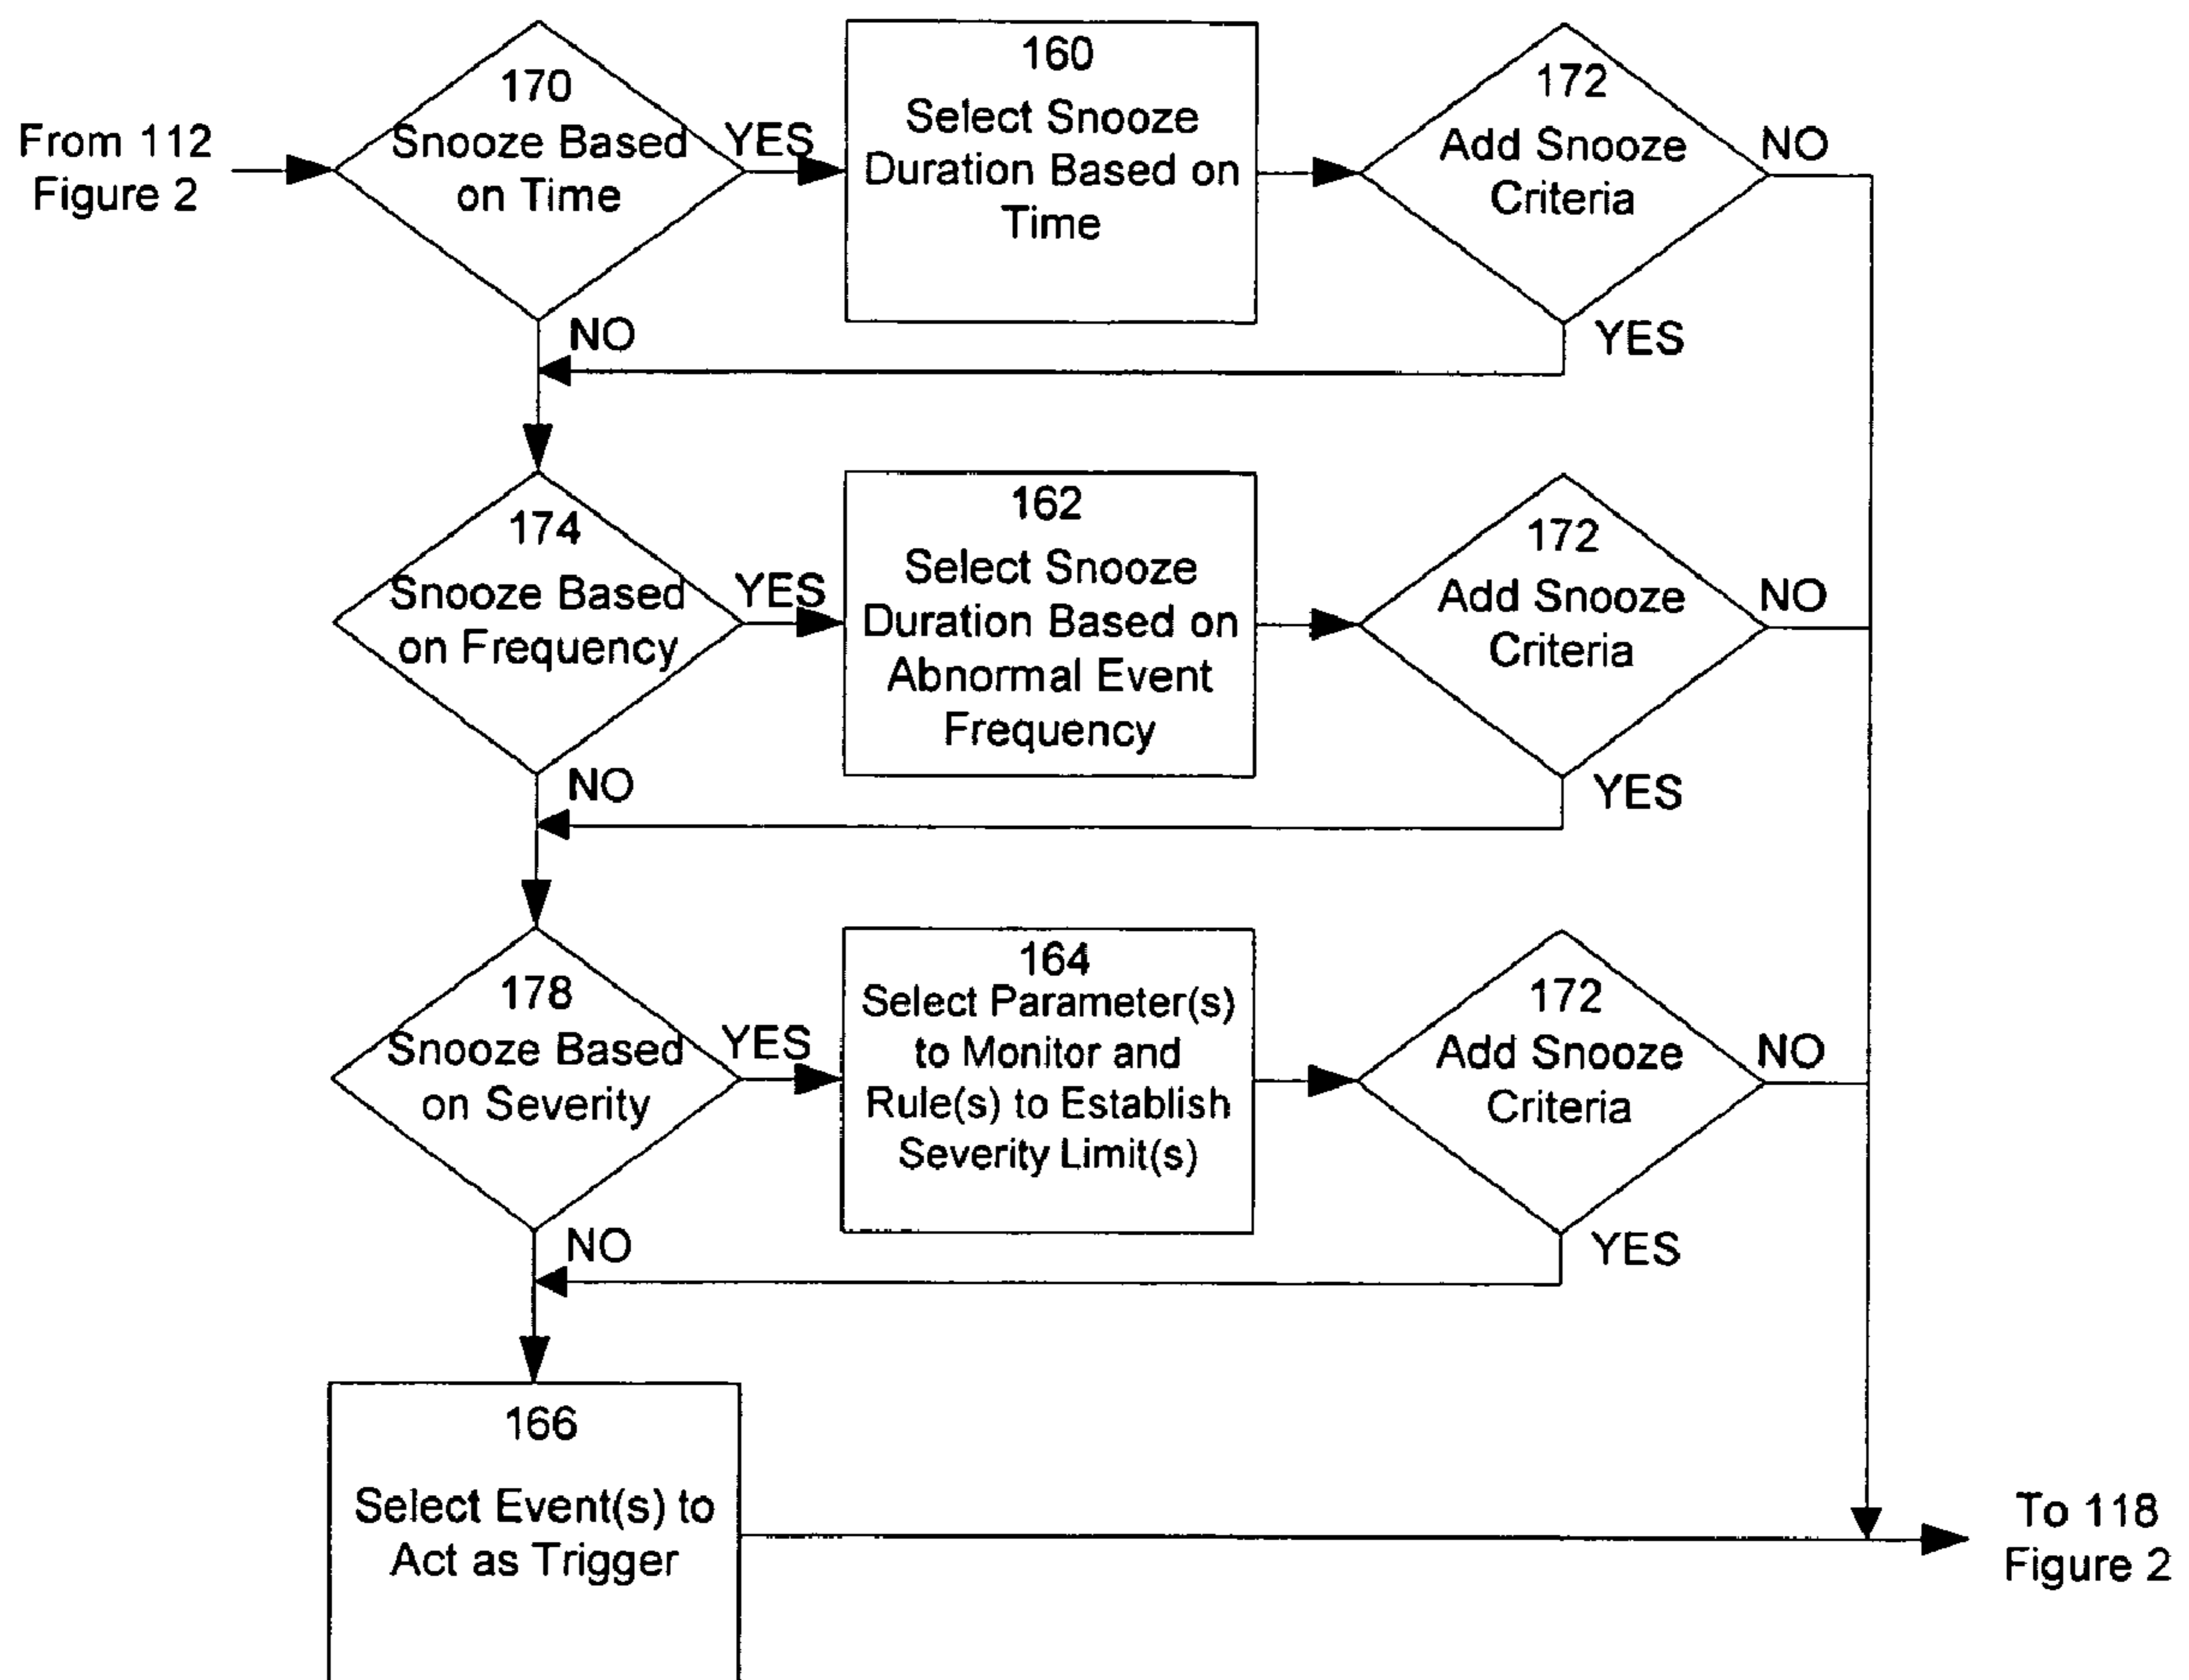 From 112
Figure 2
170
Snooze Based
on Time
YES
NO
160
Select Snooze
Duration Based on
Time
172
Add Snooze
Criteria
NO
YES
174
Snooze Based
on Frequency
YES
NO
162
Select Snooze
Duration Based on
Abnormal Event
Frequency
172
Add Snooze
Criteria
NO
YES
178
Snooze Based
on Severity
YES
NO
164
Select Parameter(s)
to Monitor and
Rule(s) to Establish
Severity Limit(s)
172
Add Snooze
Criteria
NO
YES
166
Select Event(s) to
Act as Trigger
To 118
Figure 2